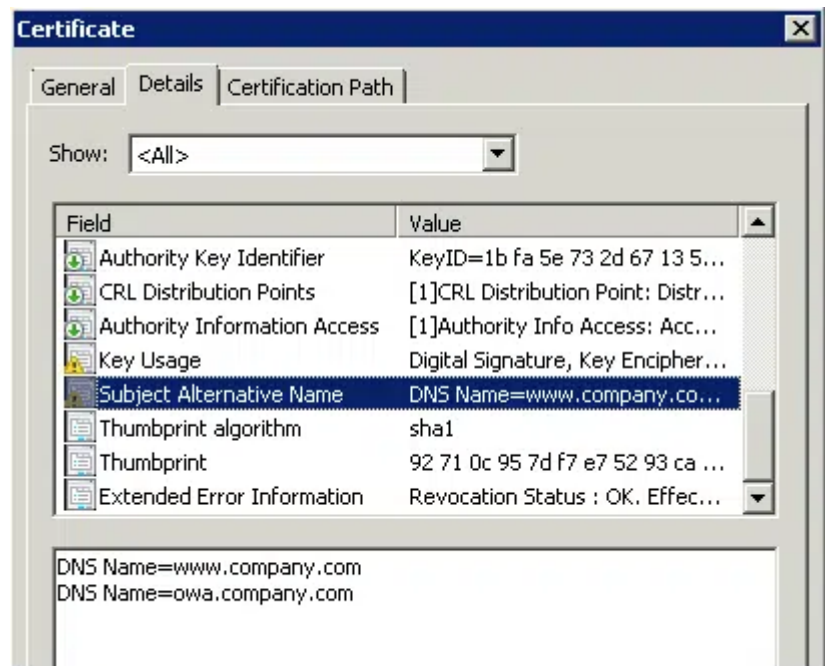 Certificate
General Details Certification Path
Show: <All>
Field Value
Authority Key Identifier KeyID=1b fa 5e 73 2d 67 13 5...
CRL Distribution Points [1]CRL Distribution Point: Distr...
Authority Information Access [1]Authority Info Access: Acc...
Key Usage Digital Signature, Key Encipher...
Subject Alternative Name DNS Name=www.company.co...
Thumbprint algorithm sha1
Thumbprint 92 71 0c 95 7d f7 e7 52 93 ca ...
Extended Error Information Revocation Status : OK. Effec...
DNS Name=www.company.com
DNS Name=owa.company.com